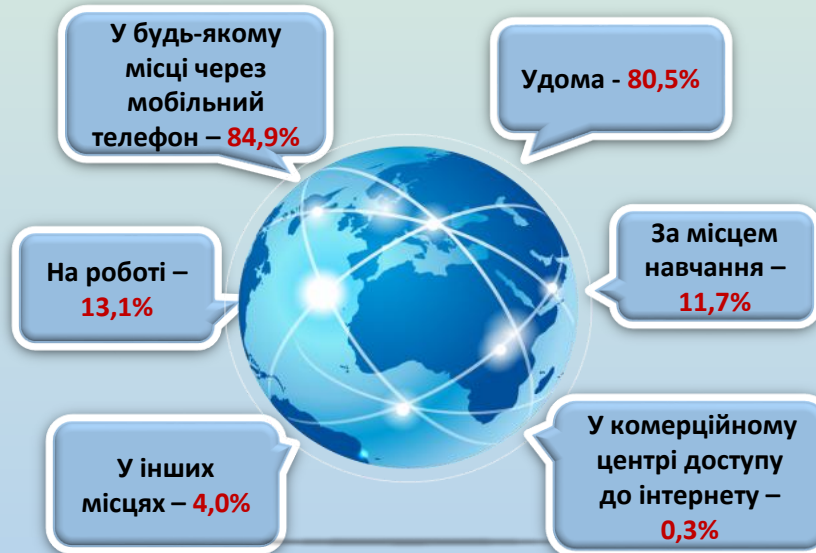 У будь-якому
місці через
мобільний
телефон – 84,9%
Удома - 80,5%
На роботі –
13,1%
За місцем
навчання –
11,7%
У інших
місцях – 4,0%
У комерційному
центрі доступу
до інтернету –
0,3%